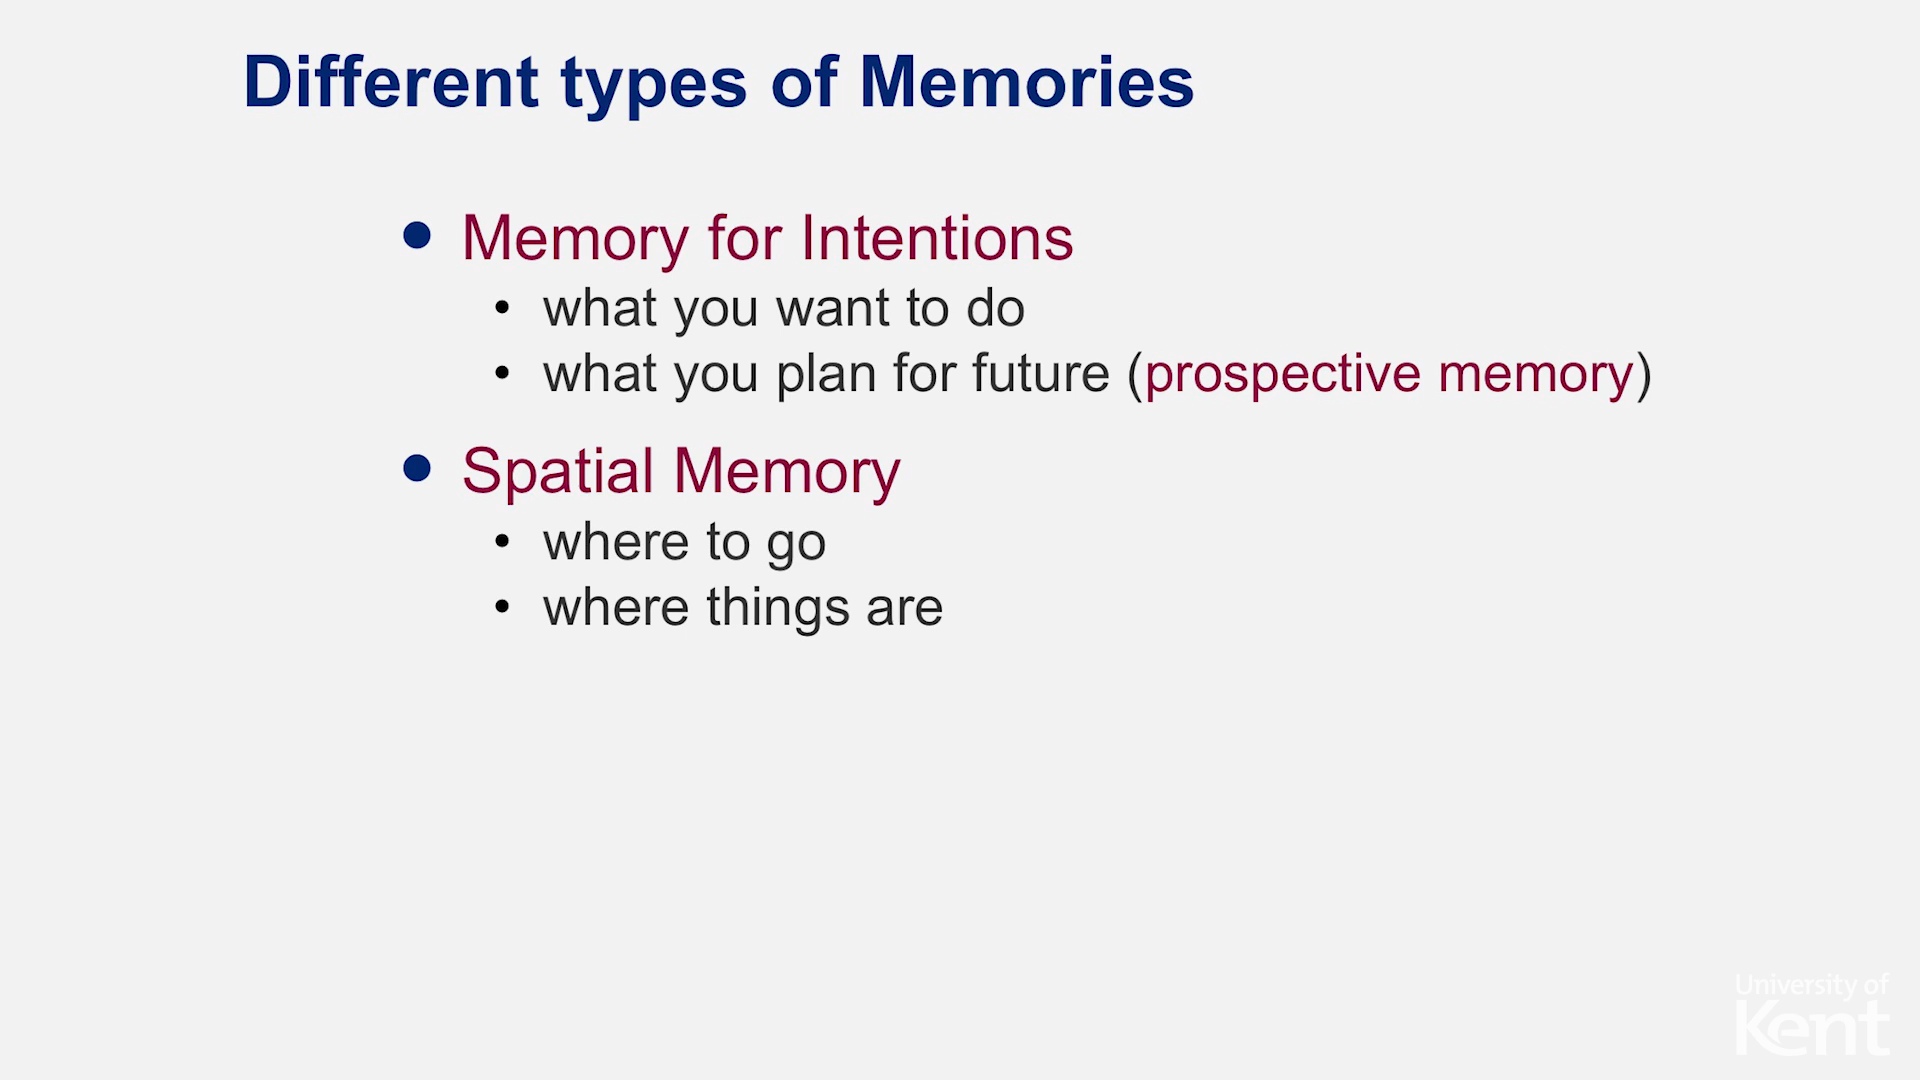 Different types of Memories
• Memory for Intentions
• what you want to do
• what you plan for future (prospective memory)
• Spatial Memory
• where to go
• where things are
University of
Kent